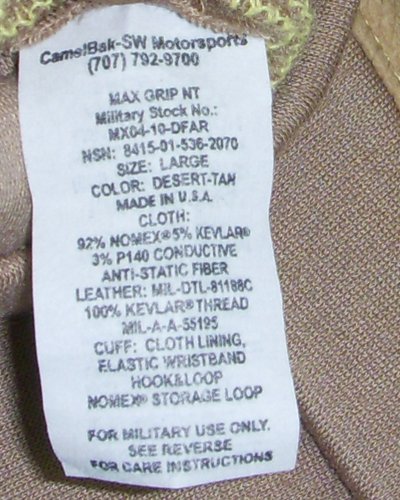 CamelBak-SW Motorsports
(707) 792-9700
MAX GRIP NT
Military Stock No.:
MX04-10-DFAR
NSN: 8415-01-536-2070
SIZE: LARGE
COLOR: DESERT-TAN
MADE IN U.S.A.
CLOTH:
92% NOMEX® 5% KEVLAR®
3% P140 CONDUCTIVE
ANTI-STATIC FIBER
LEATHER: MIL-DTL-81188C
100% KEVLAR® THREAD
MIL-A-A-55195
CUFF: CLOTH LINING,
ELASTIC WRISTBAND
HOOK&LOOP
NOMEX® STORAGE LOOP
FOR MILITARY USE ONLY.
SEE REVERSE
FOR CARE INSTRUCTIONS